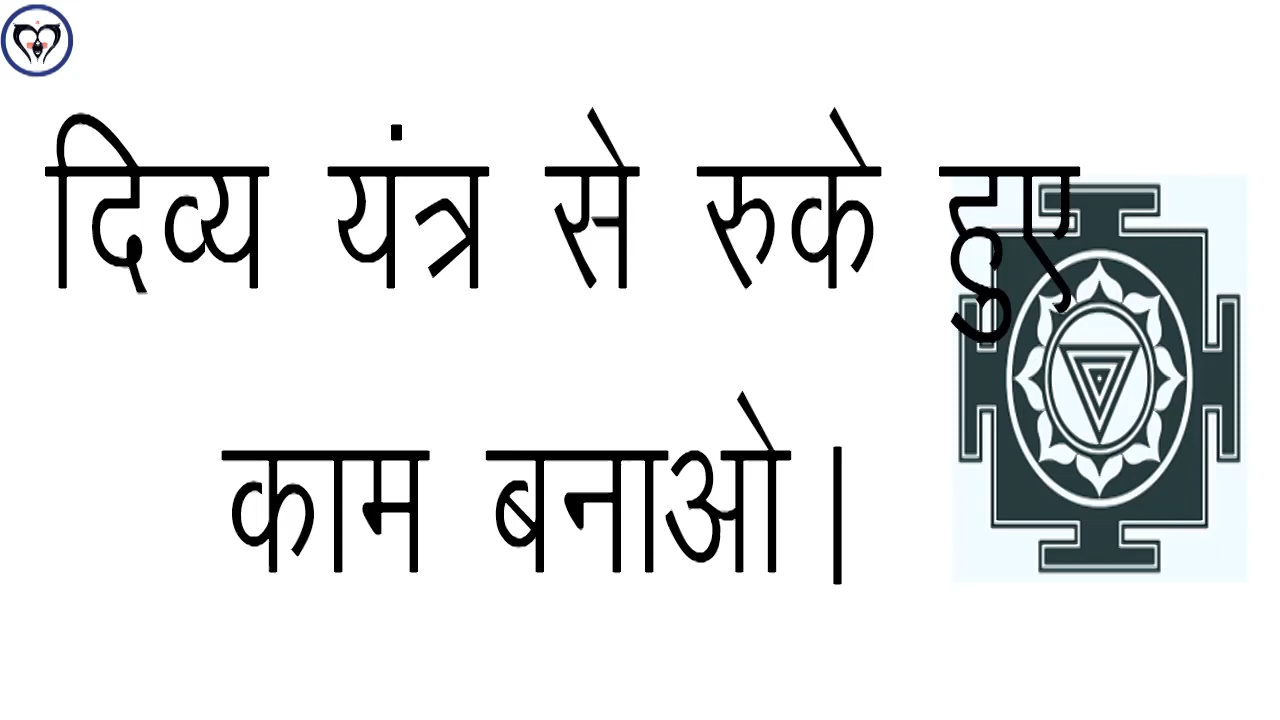 दिव्य यंत्र से रुके हुए
काम बनाओ।